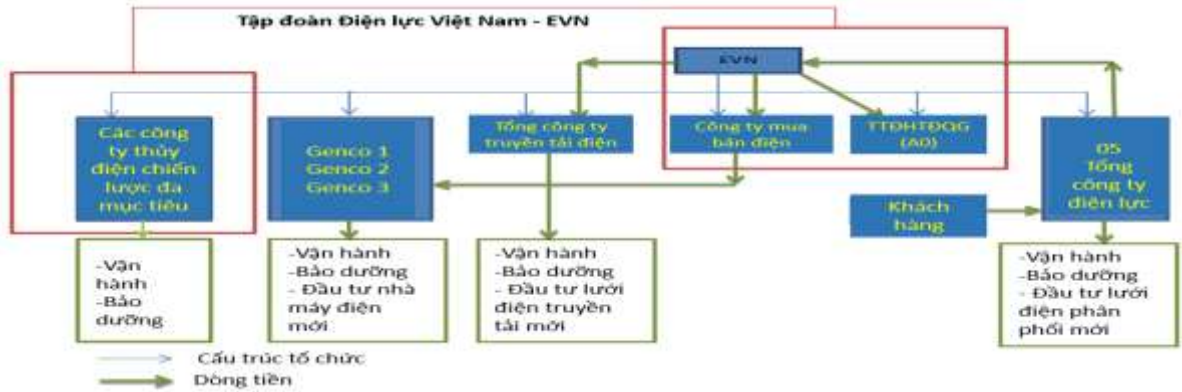 Tập đoàn Điện lực Việt Nam - EVN
EVN
Các công
ty thủy
điện chiến
lược đa
mục tiêu
Genco 1
Genco 2
Genco 3
Tổng công ty
truyền tải điện
Công ty mua
bán điện
TTĐHTĐQG
(A0)
05
Tổng
công ty
điện lực
Khách
hàng
-Vận
hành
-Bảo
dưỡng
-Vận hành
-Bảo dưỡng
- Đầu tư nhà
máy điện
mới
-Vận hành
-Bảo dưỡng
- Đầu tư lưới
điện truyền
tải mới
-Vận hành
-Bảo dưỡng
- Đầu tư lưới
điện phân
phối mới
Cấu trúc tổ chức
Dòng tiền